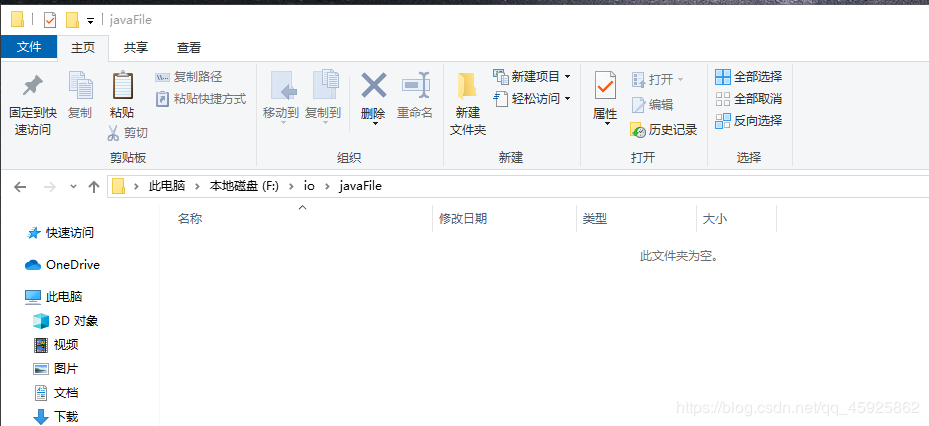 javaFile
文件 主页 共享 查看
固定到快速访问 复制 粘贴 复制路径 粘贴快捷方式 剪切
移动到 复制到 删除 重命名
新建文件夹 新建项目 轻松访问
属性 打开 编辑 历史记录
全部选择 全部取消 反向选择
剪贴板 组织 新建 打开 选择
此电脑 本地磁盘 (F:) io javaFile
名称 修改日期 类型 大小
此文件夹为空。
快速访问
OneDrive
此电脑
3D 对象
视频
图片
文档
下载
https://blog.csdn.net/qq_45925862